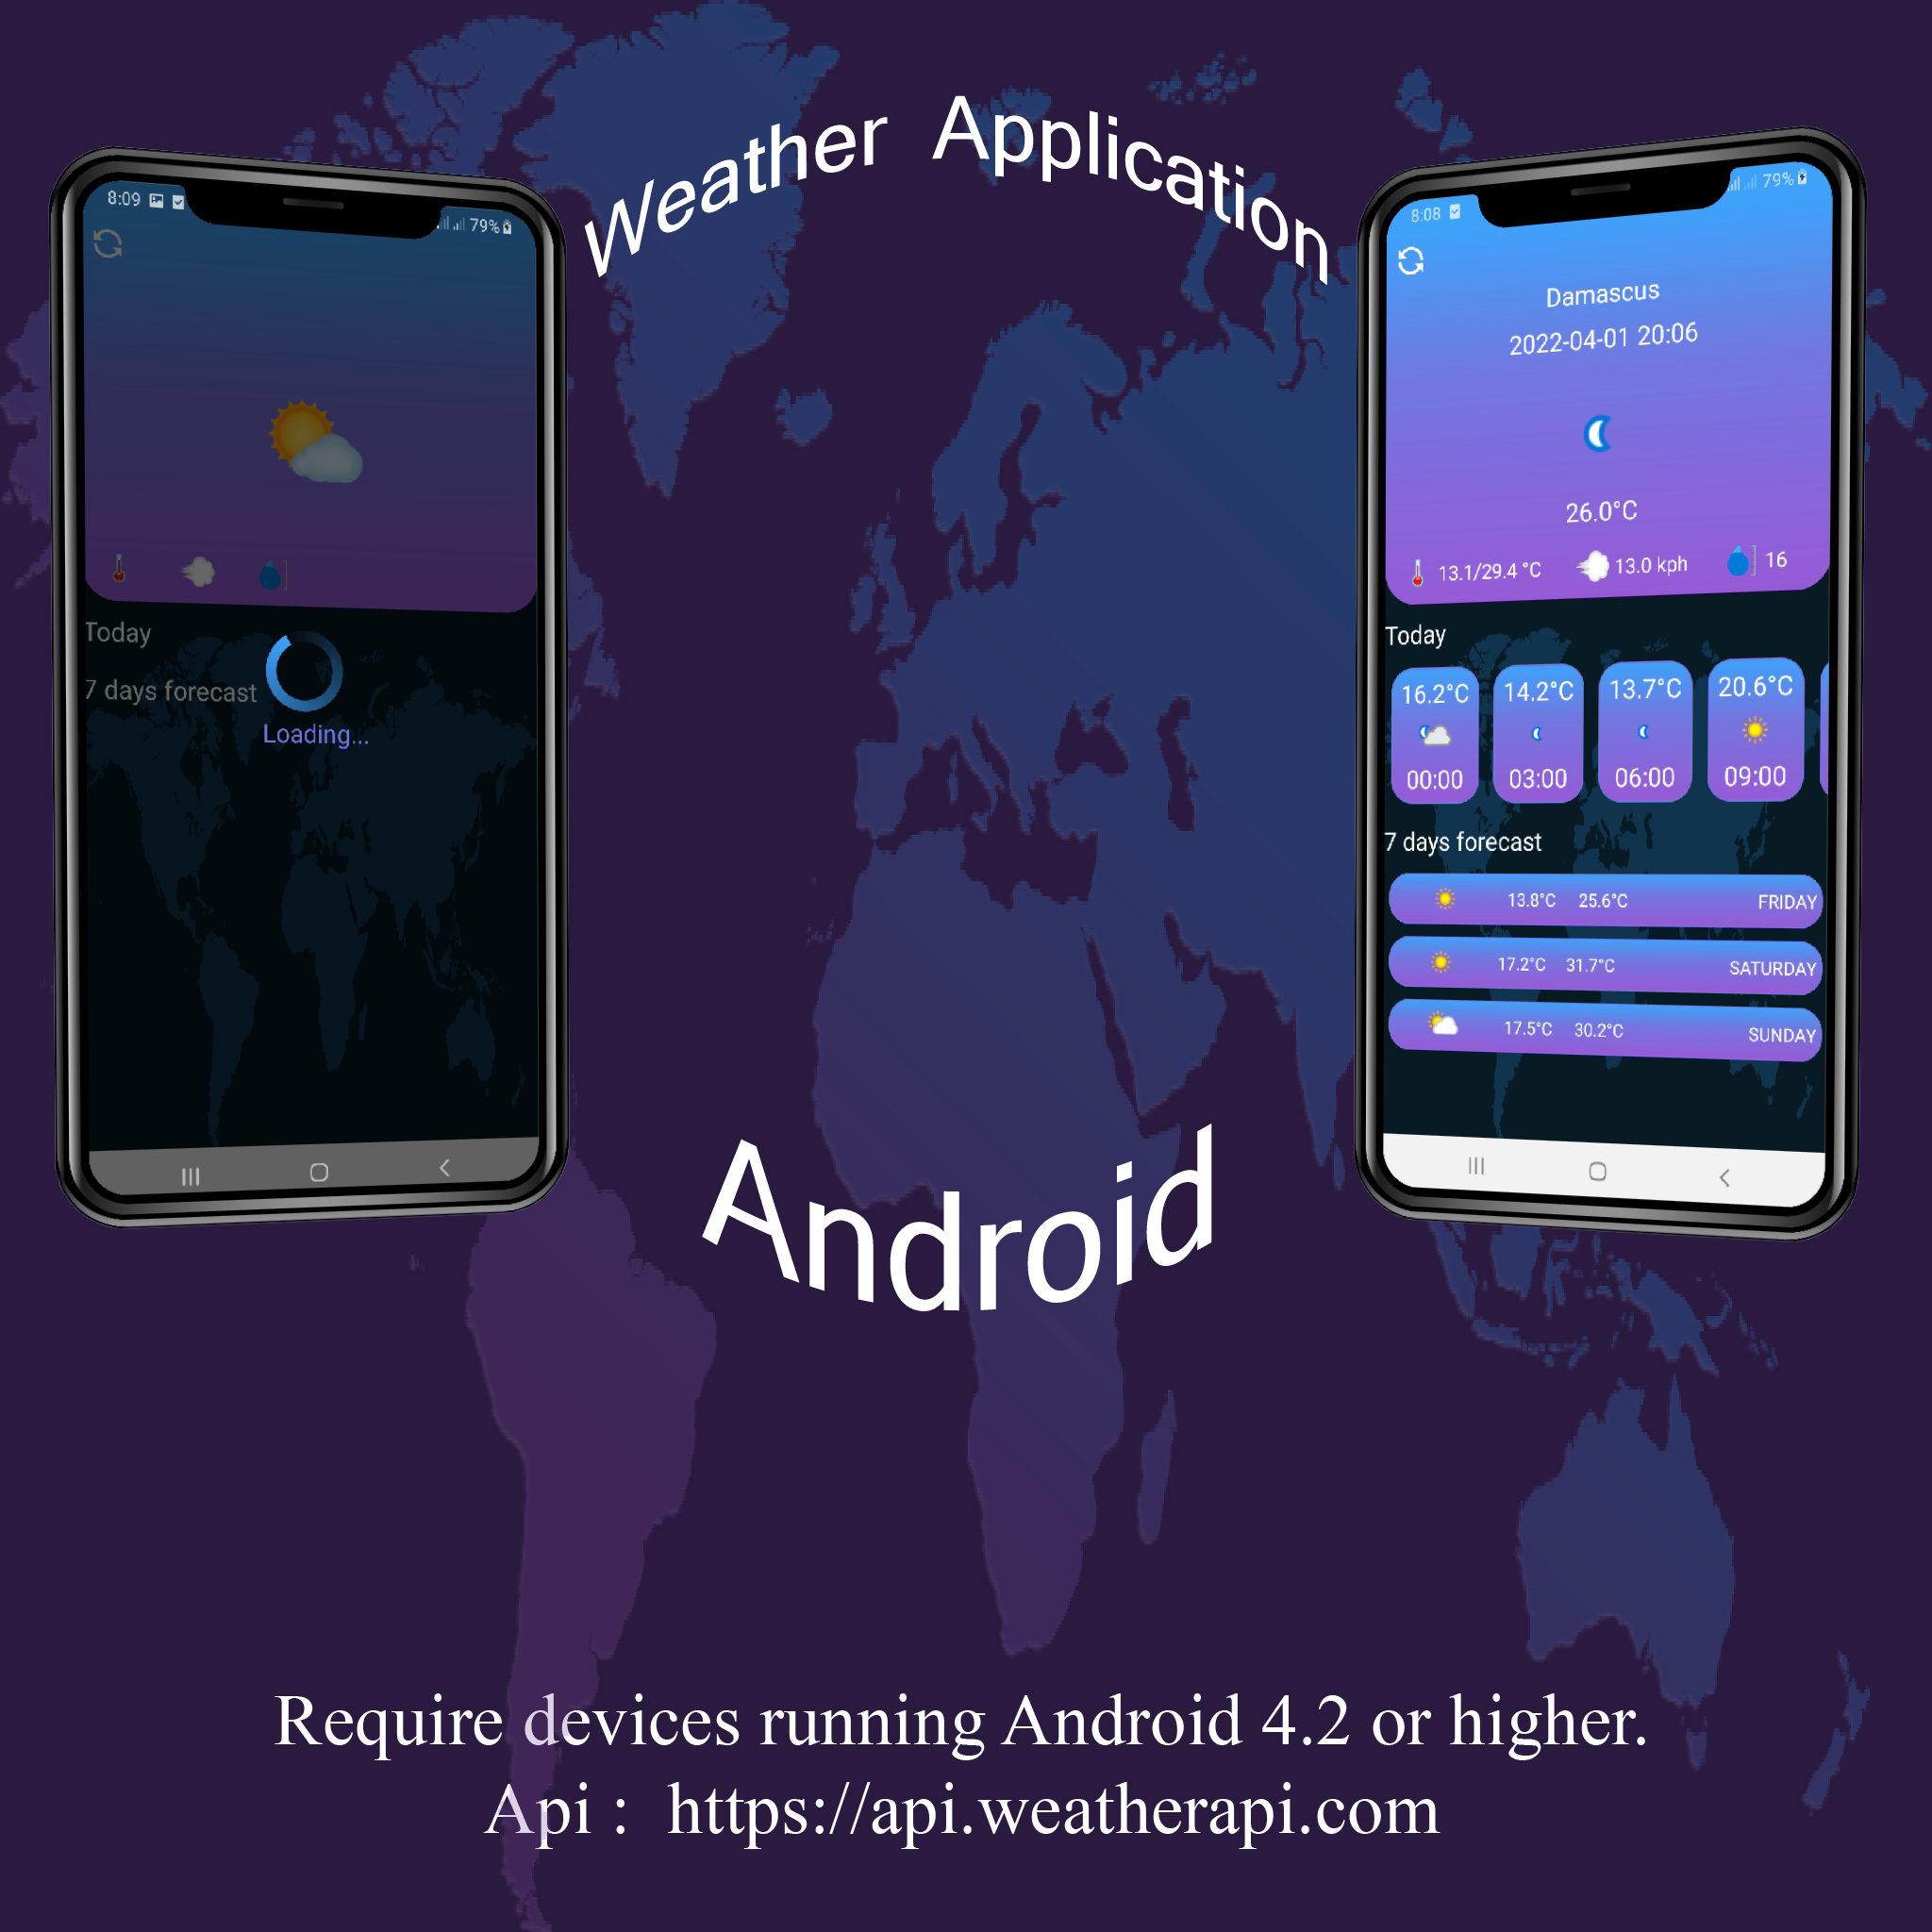 Weather Application
8:09 79%
Today
7 days forecast
Loading...
8:08 79%
Damascus
2022-04-01 20:06
26.0°C
13.1/29.4 °C 13.0 kph 16
Today
16.2°C 14.2°C 13.7°C 20.6°C
00:00 03:00 06:00 09:00
7 days forecast
13.8°C 25.6°C FRIDAY
17.2°C 31.7°C SATURDAY
17.5°C 30.2°C SUNDAY
Android
Require devices running Android 4.2 or higher.
Api : https://api.weatherapi.com